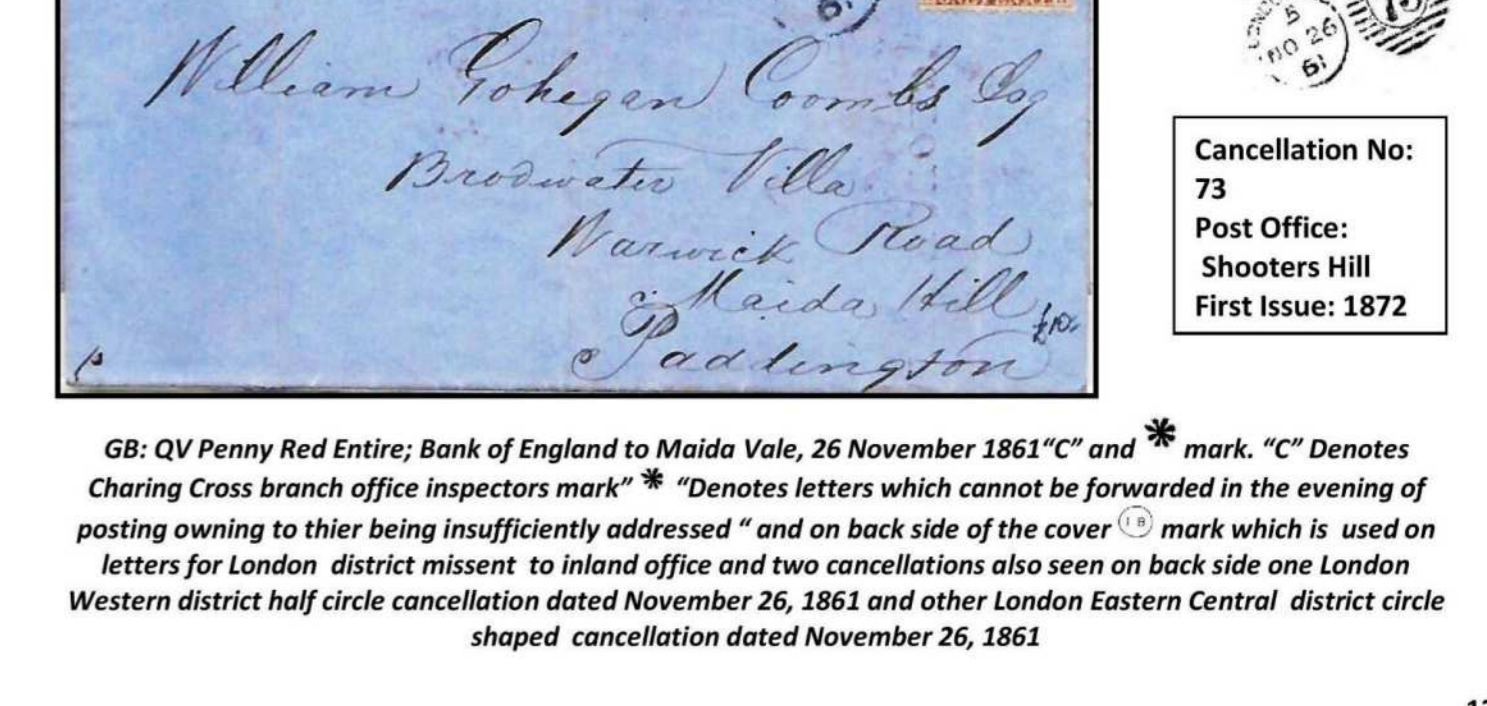 William Gohegan Coombs Esq
Brodwater Villa
Warwick Road
Maida Hill
Paddington
£10-
5
NO 26
61
Cancellation No:
73
Post Office:
Shooters Hill
First Issue: 1872
GB: QV Penny Red Entire; Bank of England to Maida Vale, 26 November 1861“C” and * mark. “C” Denotes
Charing Cross branch office inspectors mark” * “Denotes letters which cannot be forwarded in the evening of
posting owning to thier being insufficiently addressed “ and on back side of the cover I B mark which is used on
letters for London district missent to inland office and two cancellations also seen on back side one London
Western district half circle cancellation dated November 26, 1861 and other London Eastern Central district circle
shaped cancellation dated November 26, 1861